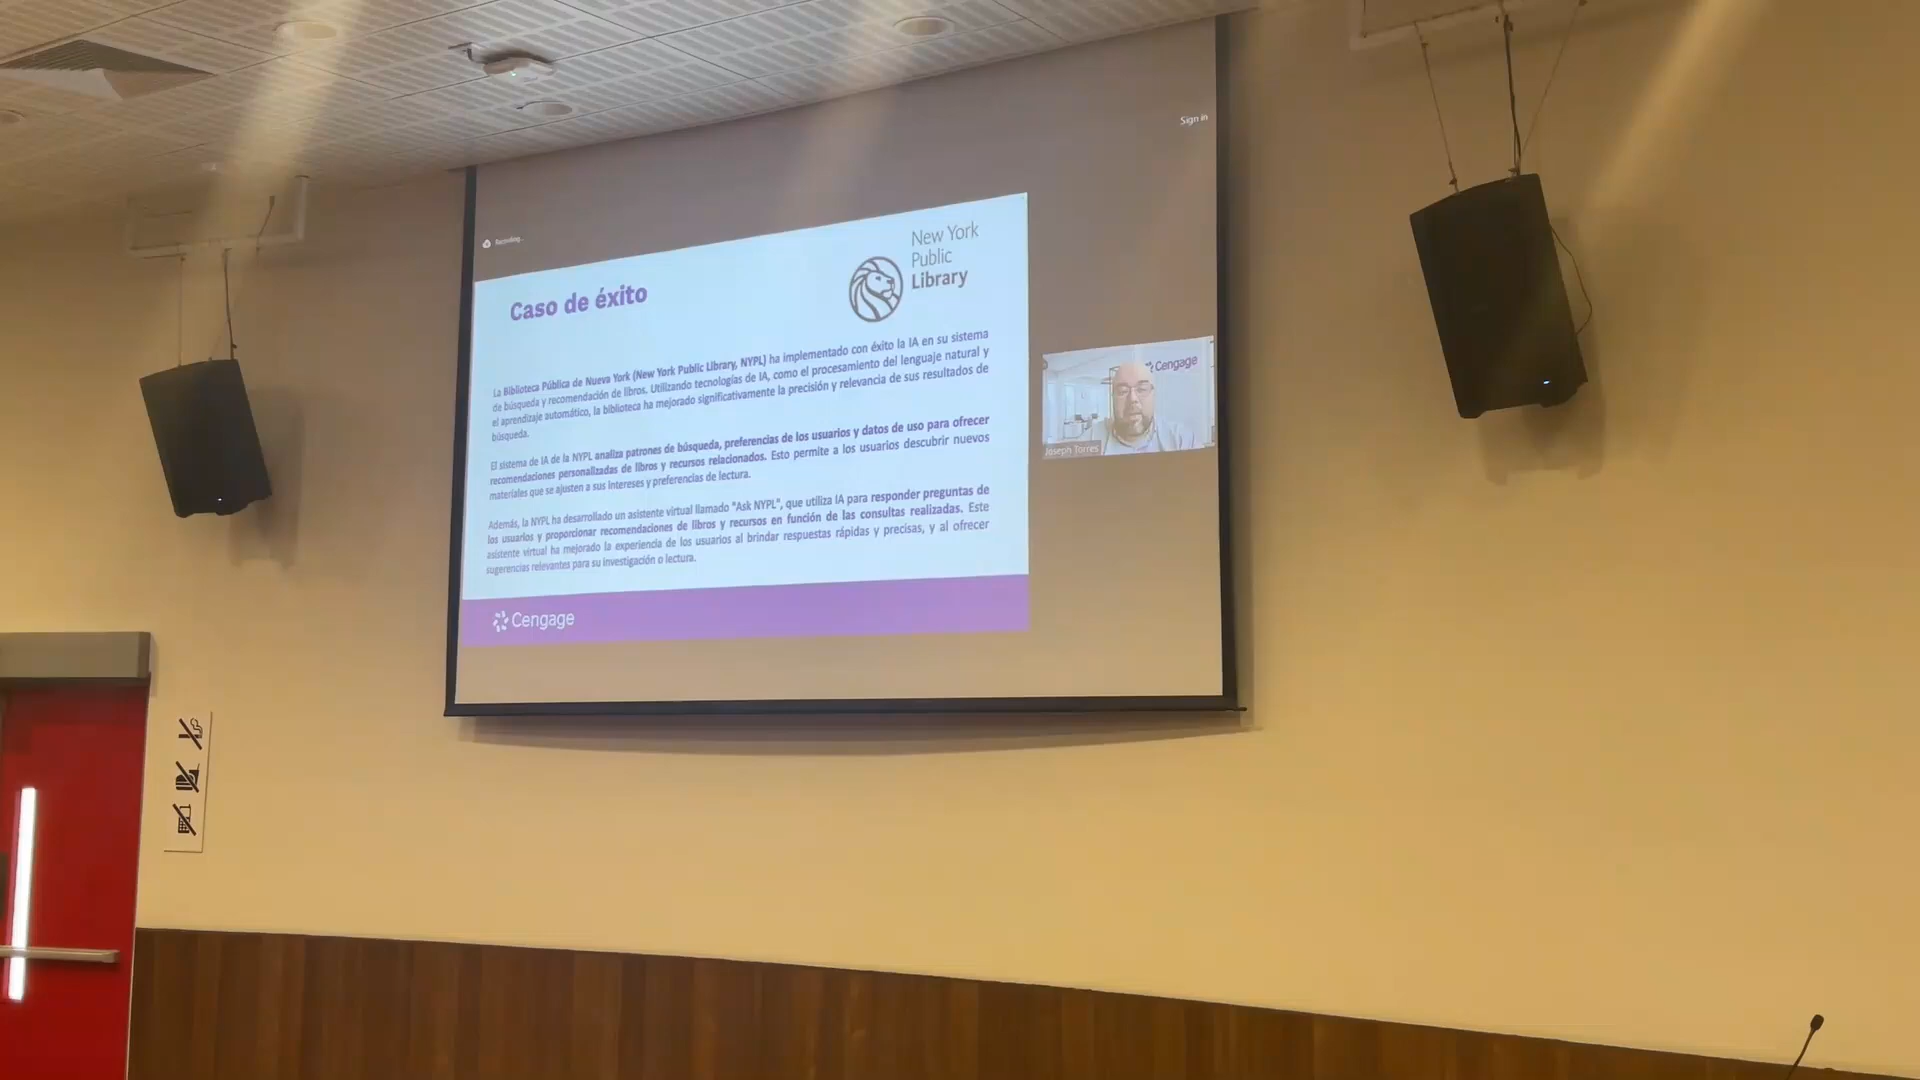 Sign in
Recording...
New York
Public
Library
Caso de éxito
La Biblioteca Pública de Nueva York (New York Public Library, NYPL) ha implementado con éxito la IA en su sistema
de búsqueda y recomendación de libros. Utilizando tecnologías de IA, como el procesamiento del lenguaje natural y
el aprendizaje automático, la biblioteca ha mejorado significativamente la precisión y relevancia de sus resultados de
búsqueda.
El sistema de IA de la NYPL analiza patrones de búsqueda, preferencias de los usuarios y datos de uso para ofrecer
recomendaciones personalizadas de libros y recursos relacionados. Esto permite a los usuarios descubrir nuevos
materiales que se ajusten a sus intereses y preferencias de lectura.
Además, la NYPL ha desarrollado un asistente virtual llamado "Ask NYPL", que utiliza IA para responder preguntas de
los usuarios y proporcionar recomendaciones de libros y recursos en función de las consultas realizadas. Este
asistente virtual ha mejorado la experiencia de los usuarios al brindar respuestas rápidas y precisas, y al ofrecer
sugerencias relevantes para su investigación o lectura.
Cengage
Cengage
Joseph Torres